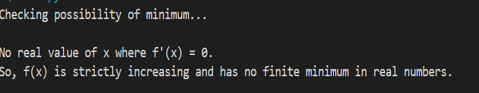 Checking possibility of minimum...
No real value of x where f'(x) = 0.
So, f(x) is strictly increasing and has no finite minimum in real numbers.